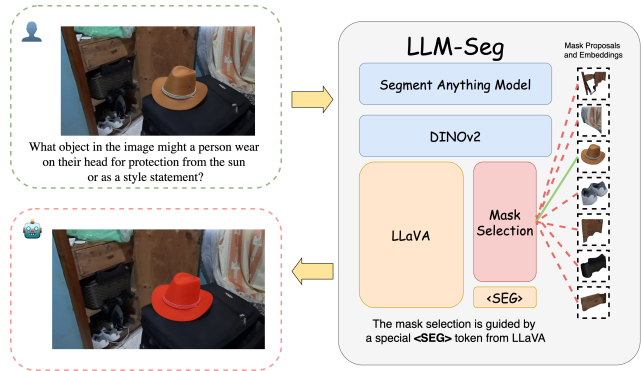 What object in the image might a person wear
on their head for protection from the sun
or as a style statement?
LLM-Seg
Mask Proposals
and Embeddings
Segment Anything Model
DINOv2
LLaVA
Mask
Selection
<SEG>
The mask selection is guided by
a special <SEG> token from LLaVA